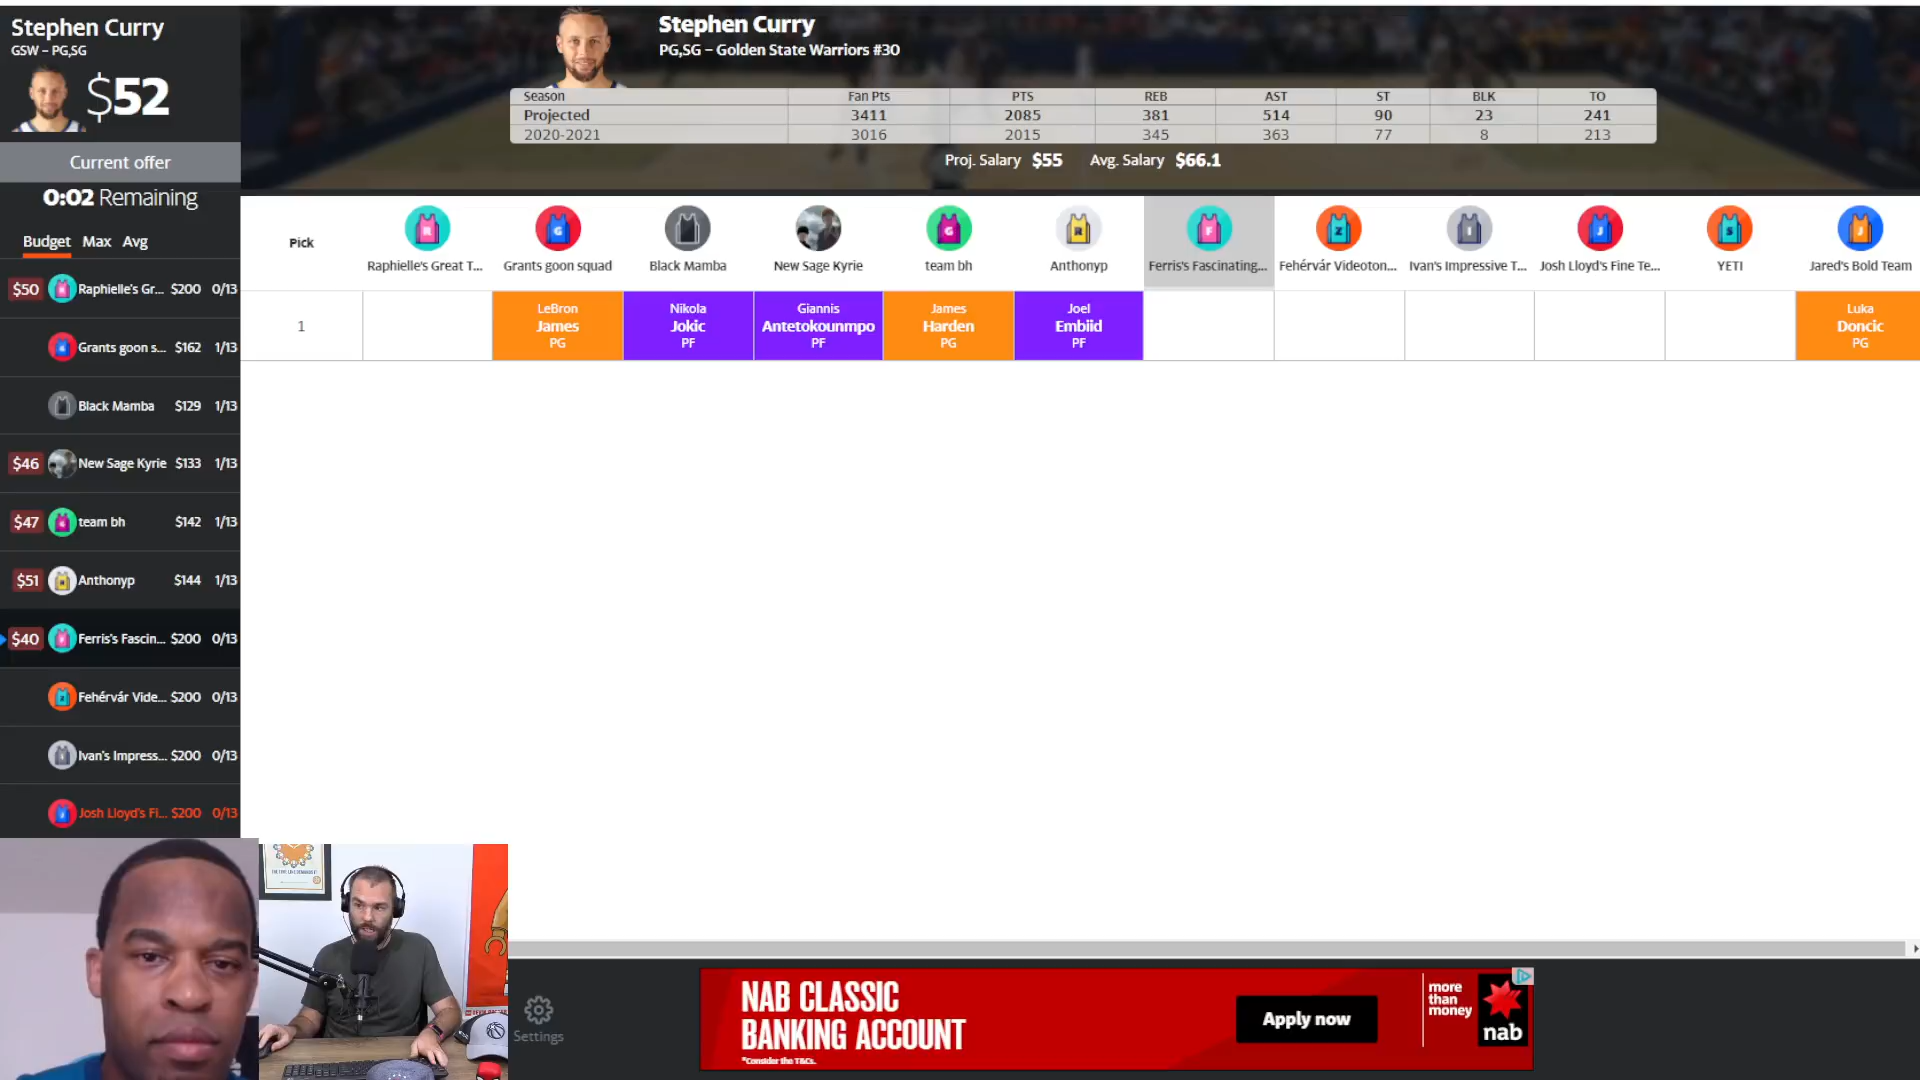 Stephen Curry
GSW – PG,SG
$52
Current offer
0:02 Remaining
Budget Max Avg
$50 Raphielle's Gr... $200 0/13
Grants goon s... $162 1/13
Black Mamba $129 1/13
$46 New Sage Kyrie $133 1/13
$47 team bh $142 1/13
$51 Anthonyp $144 1/13
$40 Ferris's Fascin... $200 0/13
Fehérvár Vide... $200 0/13
Ivan's Impress... $200 0/13
Josh Lloyd's Fi... $200 0/13
Stephen Curry
PG,SG – Golden State Warriors #30
Season Fan Pts PTS REB AST ST BLK TO
Projected 3411 2085 381 514 90 23 241
2020-2021 3016 2015 345 363 77 8 213
Proj. Salary $55 Avg. Salary $66.1
Pick
Raphielle's Great T...
Grants goon squad
Black Mamba
New Sage Kyrie
team bh
Anthonyp
Ferris's Fascinating...
Fehérvár Videoton...
Ivan's Impressive T...
Josh Lloyd's Fine Te...
YETI
Jared's Bold Team
1
LeBron
James
PG
Nikola
Jokic
PF
Giannis
Antetokounmpo
PF
James
Harden
PG
Joel
Embiid
PF
Luka
Doncic
PG
Settings
NAB CLASSIC
BANKING ACCOUNT
*Consider the T&Cs.
Apply now
more
than
money
nab